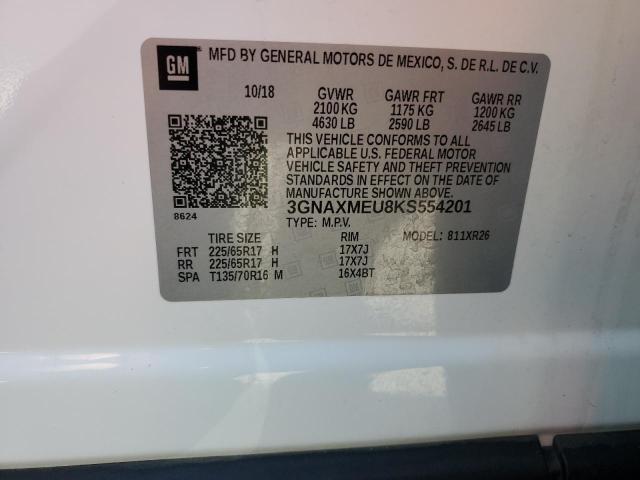 GM MFD BY GENERAL MOTORS DE MEXICO, S. DE R.L. DE C.V.
10/18 GVWR GAWR FRT GAWR RR
2100 KG 1175 KG 1200 KG
4630 LB 2590 LB 2645 LB
THIS VEHICLE CONFORMS TO ALL
APPLICABLE U.S. FEDERAL MOTOR
VEHICLE SAFETY AND THEFT PREVENTION
STANDARDS IN EFFECT ON THE DATE OF
MANUFACTURE SHOWN ABOVE.
8624 3GNAXMEU8KS554201
TYPE: M.P.V.
TIRE SIZE RIM MODEL: 811XR26
FRT 225/65R17 H 17X7J
RR 225/65R17 H 17X7J
SPA T135/70R16 M 16X4BT